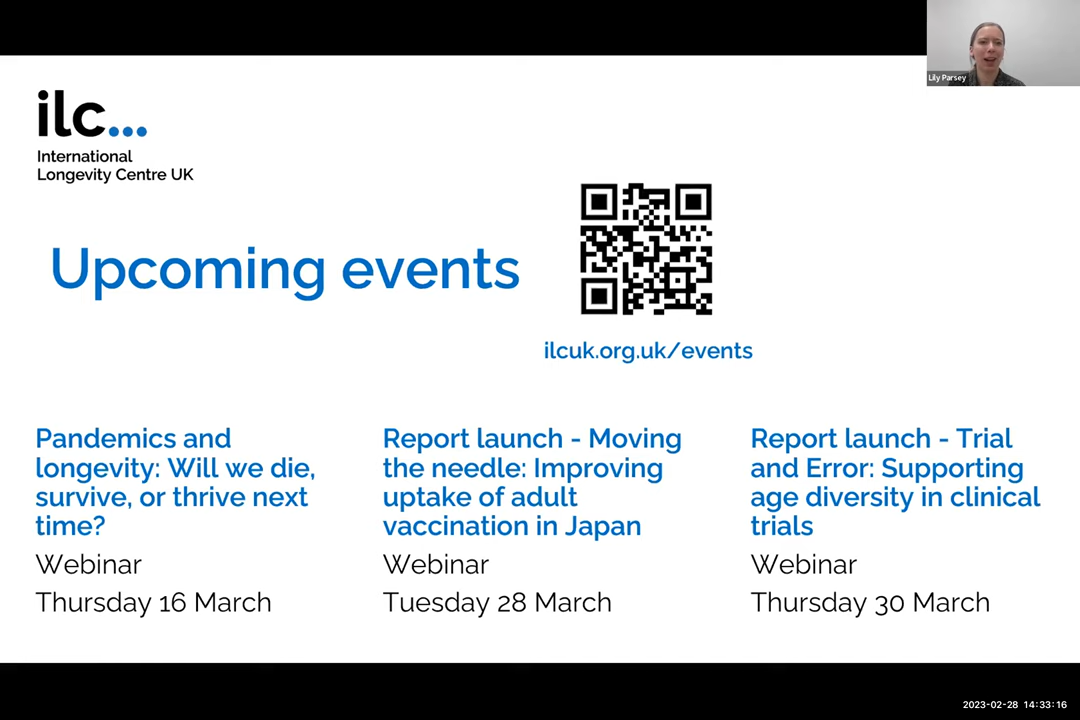 Lily Parsey
ilc...
International
Longevity Centre UK
Upcoming events
ilcuk.org.uk/events
Pandemics and
longevity: Will we die,
survive, or thrive next
time?
Webinar
Thursday 16 March
Report launch - Moving
the needle: Improving
uptake of adult
vaccination in Japan
Webinar
Tuesday 28 March
Report launch - Trial
and Error: Supporting
age diversity in clinical
trials
Webinar
Thursday 30 March
2023-02-28 14:33:16